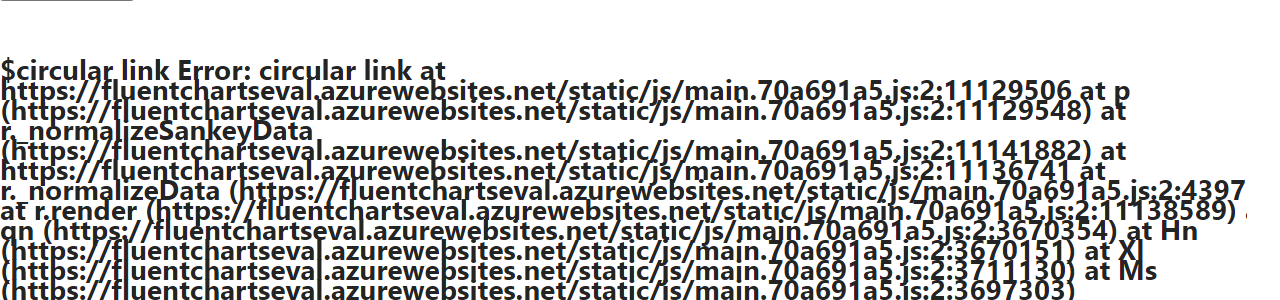 $circular link Error: circular link at
https://fluentchartseval.azurewebsites.net/static/js/main.70a691a5.js:2:11129506 at p
(https://fluentchartseval.azurewebsites.net/static/js/main.70a691a5.js:2:11129548) at
r._normalizeSankeyData
(https://fluentchartseval.azurewebsites.net/static/js/main.70a691a5.js:2:11141882) at
https://fluentchartseval.azurewebsites.net/static/js/main.70a691a5.js:2:11136741 at
r._normalizeData (https://fluentchartseval.azurewebsites.net/static/js/main.70a691a5.js:2:4397
at r.render (https://fluentchartseval.azurewebsites.net/static/js/main.70a691a5.js:2:11138589)
qn (https://fluentchartseval.azurewebsites.net/static/js/main.70a691a5.js:2:3670354) at Hn
(https://fluentchartseval.azurewebsites.net/static/js/main.70a691a5.js:2:3670151) at Xl
(https://fluentchartseval.azurewebsites.net/static/js/main.70a691a5.js:2:3711130) at Ms
(https://fluentchartseval.azurewebsites.net/static/js/main.70a691a5.js:2:3697303)